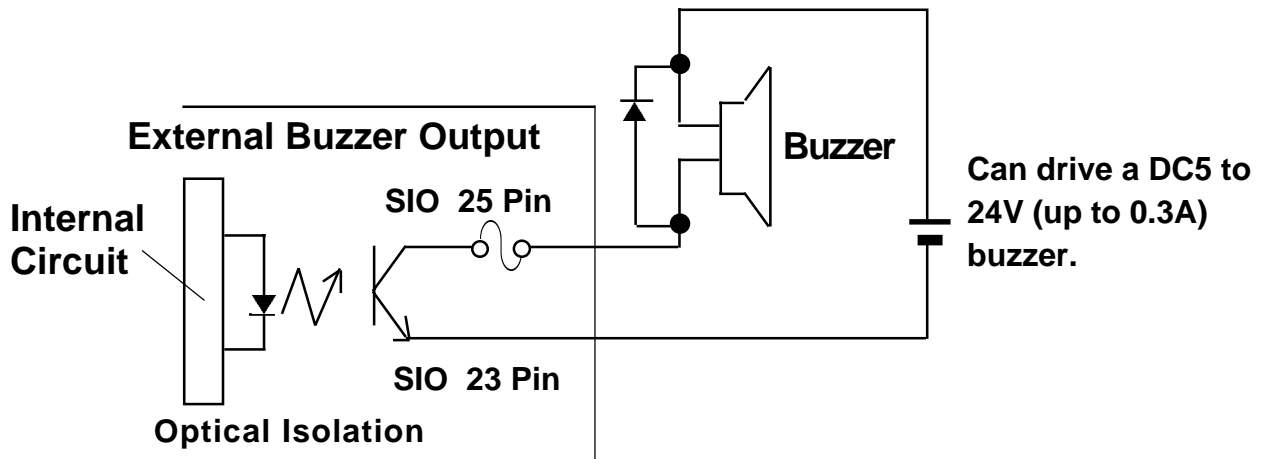 External Buzzer Output
Buzzer
Can drive a DC5 to
24V (up to 0.3A)
buzzer.
SIO 25 Pin
Internal
Circuit
SIO 23 Pin
Optical Isolation